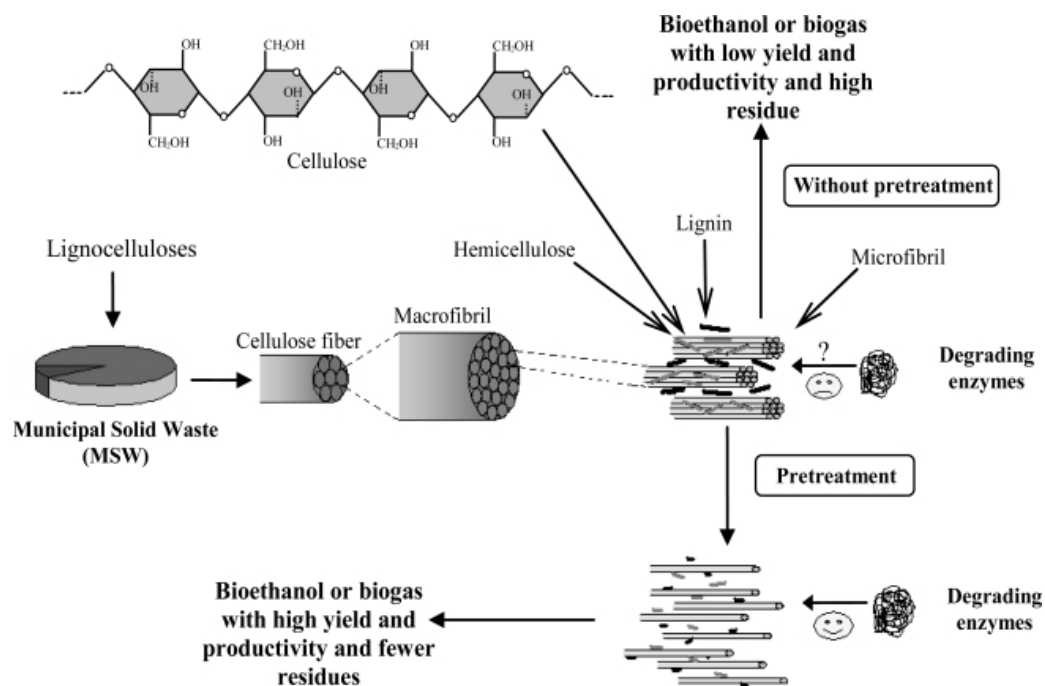 Bioethanol or biogas
with low yield and
productivity and high
residue
OH
CH₂OH
OH
CH₂OH
O
O
O
O
O
OH
OH
OH
OH
O
O
O
O
CH₂OH
OH
CH₂OH
OH
Cellulose
Without pretreatment
Lignin
Hemicellulose
Microfibril
Lignocelluloses
Macrofibril
Cellulose fiber
?
Degrading
enzymes
Municipal Solid Waste
(MSW)
Pretreatment
Bioethanol or biogas
with high yield and
productivity and fewer
residues
Degrading
enzymes